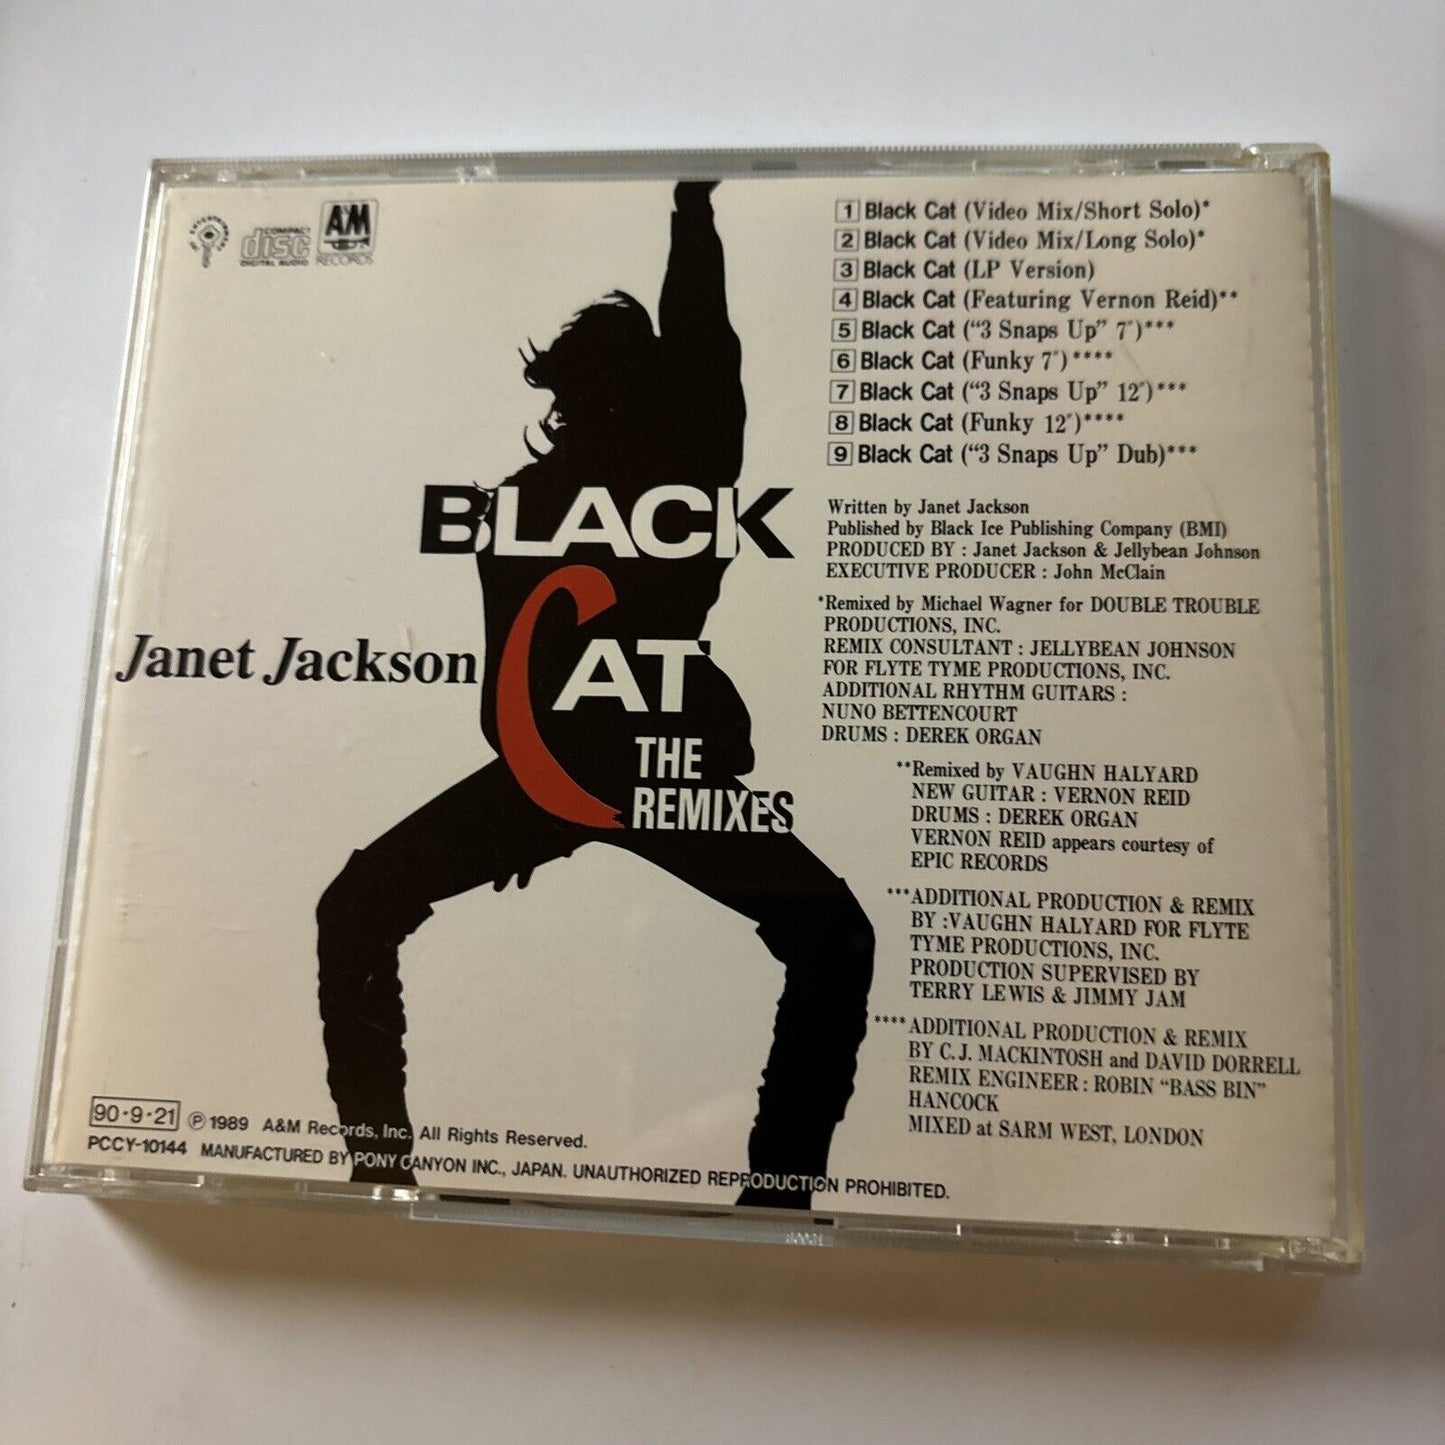 COMPACT
disc
DIGITAL AUDIO
A&M
RECORDS
1 Black Cat (Video Mix/Short Solo)*
2 Black Cat (Video Mix/Long Solo)*
3 Black Cat (LP Version)
4 Black Cat (Featuring Vernon Reid)**
5 Black Cat (“3 Snaps Up” 7″)***
6 Black Cat (Funky 7″)****
7 Black Cat (“3 Snaps Up” 12″)***
8 Black Cat (Funky 12″)****
9 Black Cat (“3 Snaps Up” Dub)***
BLACK
CAT
THE
REMIXES
Janet Jackson
Written by Janet Jackson
Published by Black Ice Publishing Company (BMI)
PRODUCED BY : Janet Jackson & Jellybean Johnson
EXECUTIVE PRODUCER : John McClain
*Remixed by Michael Wagner for DOUBLE TROUBLE
PRODUCTIONS, INC.
REMIX CONSULTANT : JELLYBEAN JOHNSON
FOR FLYTE TYME PRODUCTIONS, INC.
ADDITIONAL RHYTHM GUITARS :
NUNO BETTENCOURT
DRUMS : DEREK ORGAN
**Remixed by VAUGHN HALYARD
NEW GUITAR : VERNON REID
DRUMS : DEREK ORGAN
VERNON REID appears courtesy of
EPIC RECORDS
***ADDITIONAL PRODUCTION & REMIX
BY :VAUGHN HALYARD FOR FLYTE
TYME PRODUCTIONS, INC.
PRODUCTION SUPERVISED BY
TERRY LEWIS & JIMMY JAM
****ADDITIONAL PRODUCTION & REMIX
BY C.J. MACKINTOSH and DAVID DORRELL
REMIX ENGINEER : ROBIN “BASS BIN”
HANCOCK
MIXED at SARM WEST, LONDON
90・9・21 ℗1989 A&M Records, Inc. All Rights Reserved.
PCCY-10144 MANUFACTURED BY PONY CANYON INC., JAPAN. UNAUTHORIZED REPRODUCTION PROHIBITED.